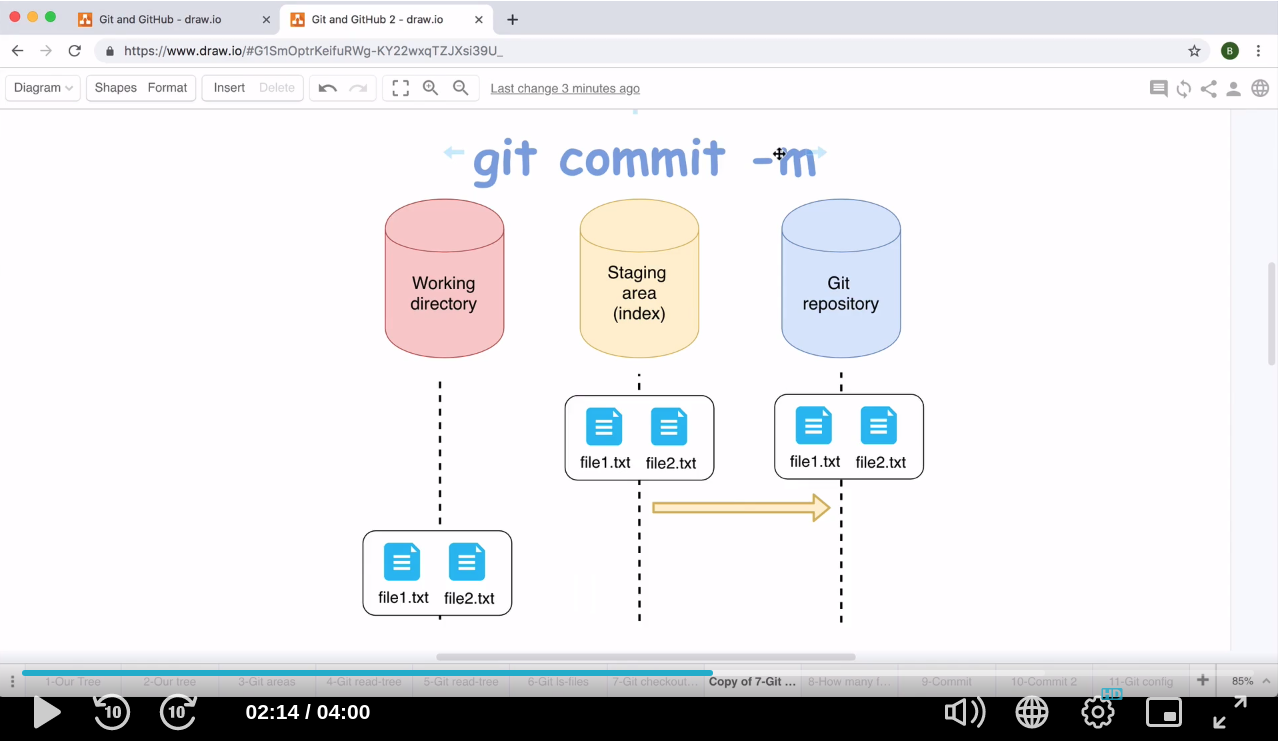 Git and GitHub - draw.io
Git and GitHub 2 - draw.io
https://www.draw.io/#G1SmOptrKeifuRWg-KY22wxqTZJXsi39U_
B
Diagram
Shapes Format
Insert Delete
Last change 3 minutes ago
git commit -m
Working
directory
Staging
area
(index)
Git
repository
file1.txt file2.txt
file1.txt file2.txt
file1.txt file2.txt
1-Our Tree
2-Our tree
3-Git areas
4-Git read-tree
5-Git read-tree
6-Git ls-files
7-Git checkout...
Copy of 7-Git ...
8-How many f...
9-Commit
10-Commit 2
11-Git config
85%
10
10
02:14 / 04:00
HD